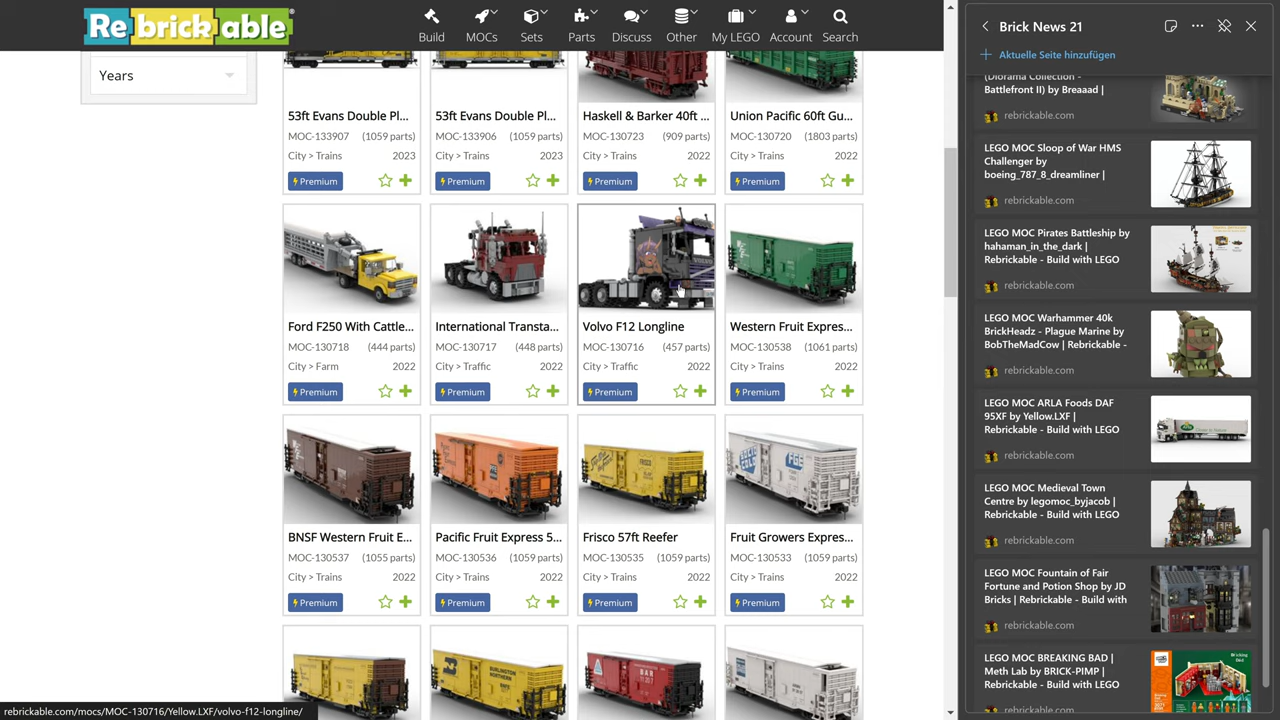 Re brick able
Build
MOCs
Sets
Parts
Discuss
Other
My LEGO
Account
Search
Years
53ft Evans Double Pl...
MOC-133907 (1059 parts)
City > Trains 2023
Premium
53ft Evans Double Pl...
MOC-133906 (1059 parts)
City > Trains 2023
Premium
Haskell & Barker 40ft ...
MOC-130723 (909 parts)
City > Trains 2022
Premium
Union Pacific 60ft Gu...
MOC-130720 (1803 parts)
City > Trains 2022
Premium
Ford F250 With Cattle...
MOC-130718 (444 parts)
City > Farm 2022
Premium
International Transta...
MOC-130717 (448 parts)
City > Traffic 2022
Premium
Volvo F12 Longline
MOC-130716 (457 parts)
City > Traffic 2022
Premium
Western Fruit Expres...
MOC-130538 (1061 parts)
City > Trains 2022
Premium
BNSF Western Fruit E...
MOC-130537 (1055 parts)
City > Trains 2022
Premium
Pacific Fruit Express 5...
MOC-130536 (1059 parts)
City > Trains 2022
Premium
Frisco 57ft Reefer
MOC-130535 (1059 parts)
City > Trains 2022
Premium
Fruit Growers Expres...
MOC-130533 (1059 parts)
City > Trains 2022
Premium
rebrickable.com/mocs/MOC-130716/Yellow.LXF/volvo-f12-longline/
Brick News 21
Aktuelle Seite hinzufügen
(Diorama Collection -
Battlefront II) by Breaaad |
rebrickable.com
LEGO MOC Sloop of War HMS
Challenger by
boeing_787_8_dreamliner |
rebrickable.com
LEGO MOC Pirates Battleship by
hahaman_in_the_dark |
Rebrickable - Build with LEGO
rebrickable.com
LEGO MOC Warhammer 40k
BrickHeadz - Plague Marine by
BobTheMadCow | Rebrickable -
rebrickable.com
LEGO MOC ARLA Foods DAF
95XF by Yellow.LXF |
Rebrickable - Build with LEGO
rebrickable.com
LEGO MOC Medieval Town
Centre by legomoc_byjacob |
Rebrickable - Build with LEGO
rebrickable.com
LEGO MOC Fountain of Fair
Fortune and Potion Shop by JD
Bricks | Rebrickable - Build with
rebrickable.com
LEGO MOC BREAKING BAD |
Meth Lab by BRICK-PIMP |
Rebrickable - Build with LEGO
rebrickable.com